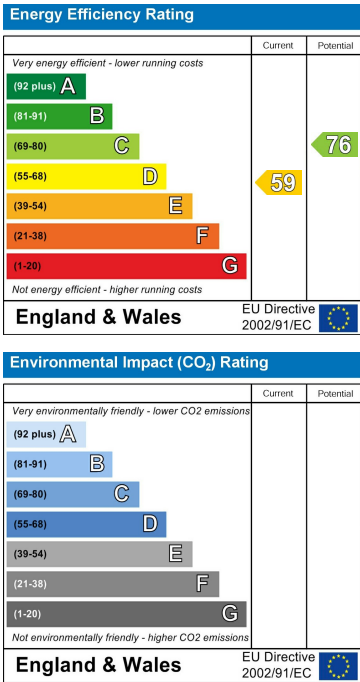 Energy Efficiency Rating
Current Potential
Very energy efficient - lower running costs
(92 plus) A
(81-91) B
(69-80) C
76
(55-68) D
59
(39-54) E
(21-38) F
(1-20) G
Not energy efficient - higher running costs
England & Wales
EU Directive
2002/91/EC
Environmental Impact (CO₂) Rating
Current Potential
Very environmentally friendly - lower CO2 emissions
(92 plus) A
(81-91) B
(69-80) C
(55-68) D
(39-54) E
(21-38) F
(1-20) G
Not environmentally friendly - higher CO2 emissions
England & Wales
EU Directive
2002/91/EC